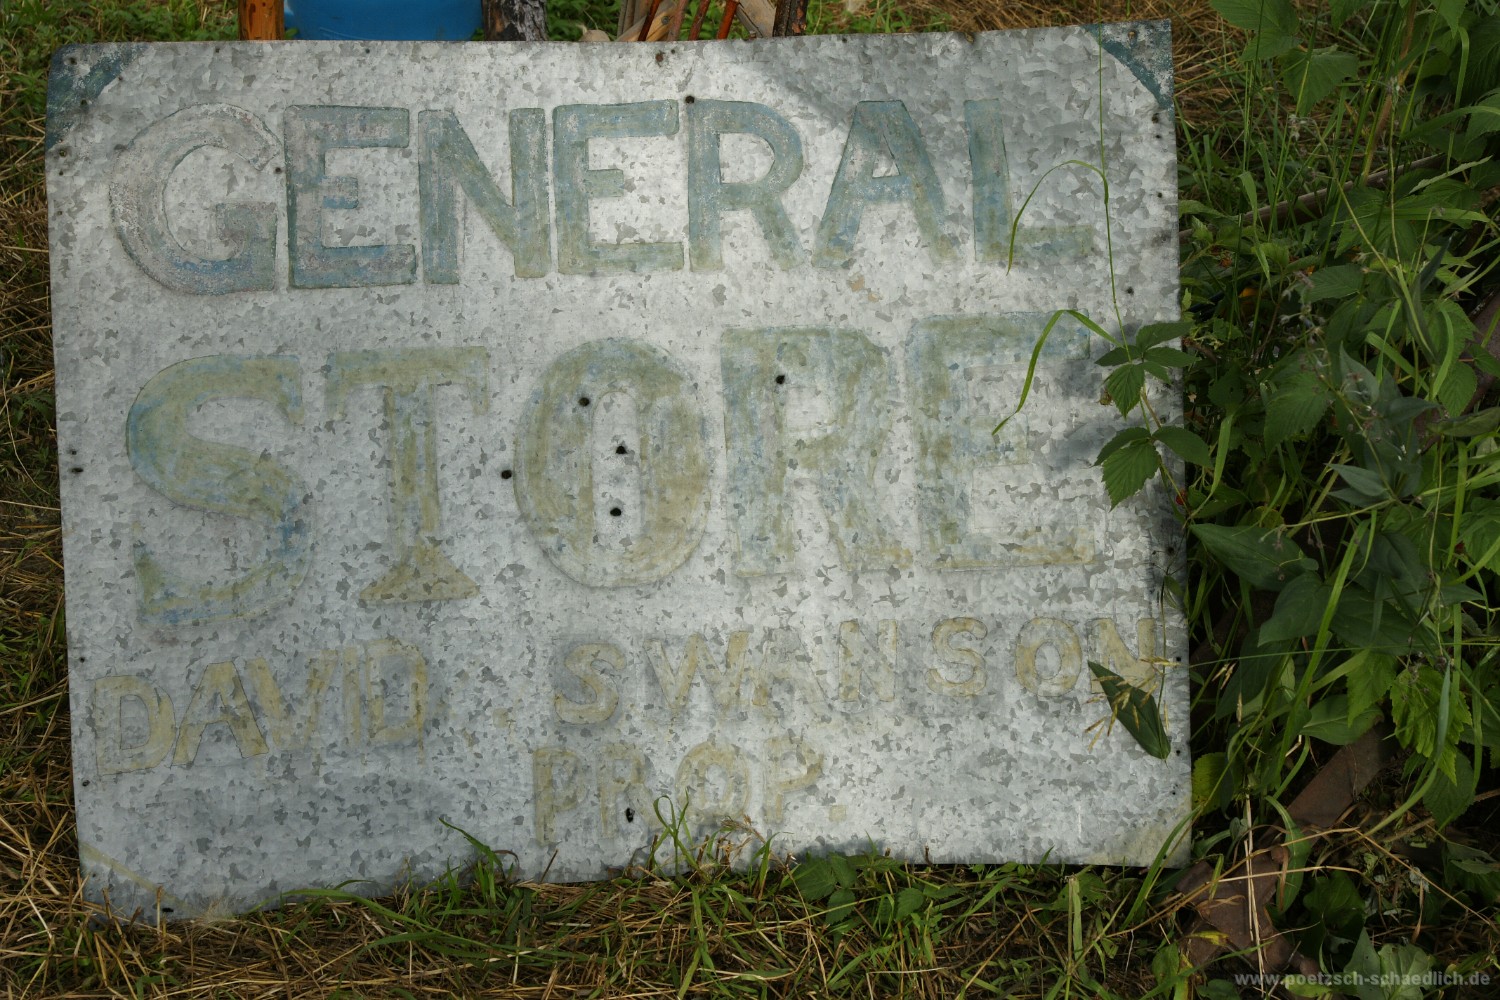 GENERAL
STORE
DAVID . SWANSON
PROP.
www.poetzsch-schaedlich.de